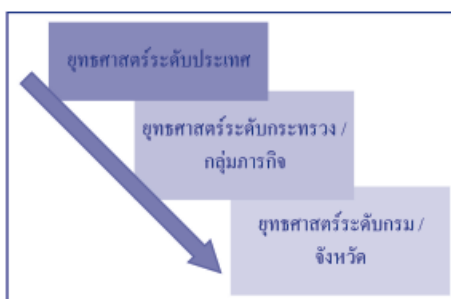 ยุทธศาสตร์ระดับประเทศ
ยุทธศาสตร์ระดับกระทรวง /
กลุ่มภารกิจ
ยุทธศาสตร์ระดับกรม /
จังหวัด